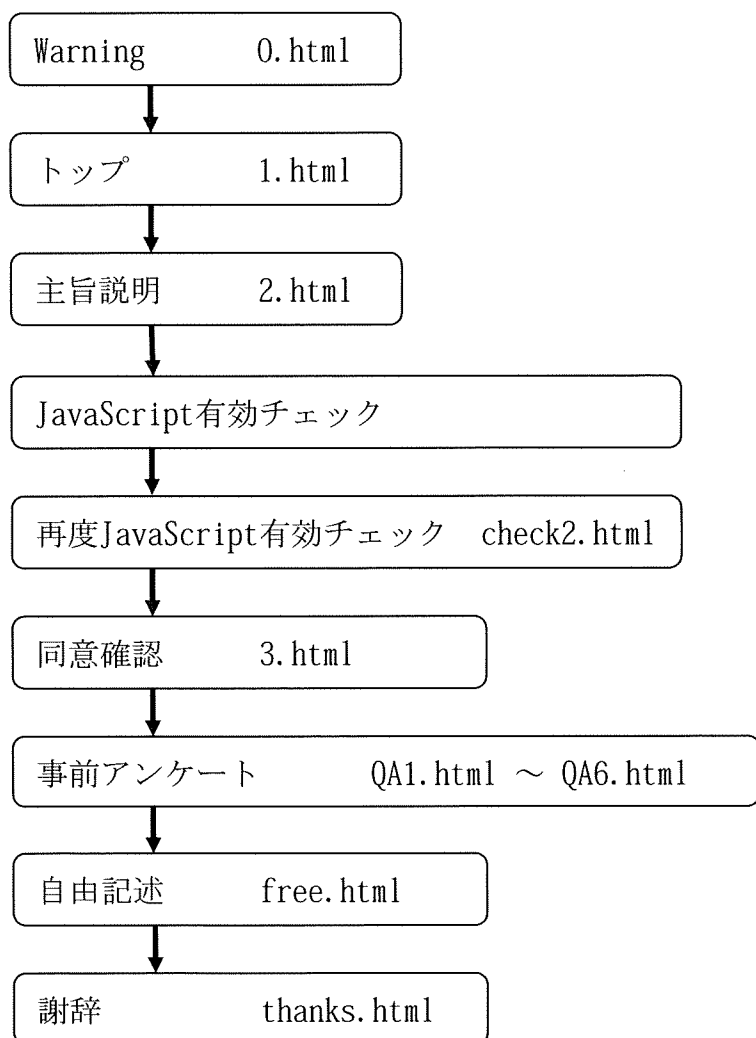 Warning 0.html
トップ 1.html
主旨説明 2.html
JavaScript有効チェック
再度JavaScript有効チェック check2.html
同意確認 3.html
事前アンケート QA1.html ～ QA6.html
自由記述 free.html
謝辞 thanks.html